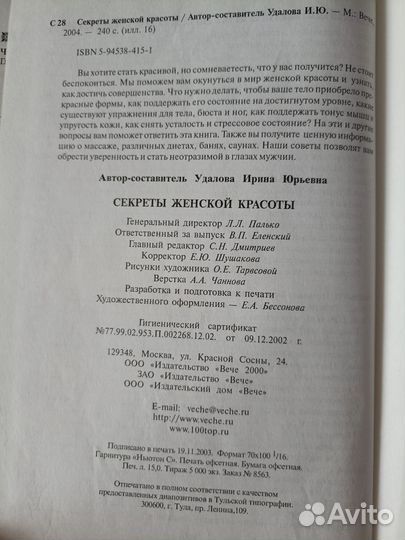 С 28 Секреты женской красоты / Автор-составитель Удалова И.Ю. — М.: Вече,
2004. — 240 с. (илл. 16)
ISBN 5-94538-415-1
Вы хотите стать красивой, но сомневаетесь, что у вас получится? Не стоит
беспокоиться. Мы поможем вам окунуться в мир женской красоты и узнать,
как достичь совершенства. Что нужно делать, чтобы ваше тело приобрело пре-
красные формы, как поддержать его состояние на достигнутом уровне, какие
существуют упражнения для тела, бюста и ног, как поддержать тонус мышц и
упругость кожи, как снять усталость и стрессовое состояние? На эти и другие
вопросы вам поможет ответить эта книга. Также вы получите ценную информа-
цию о массаже, различных диетах, банях, саунах. Наши советы позволят вам
обрести уверенность и стать неотразимой в глазах мужчин.
Автор-составитель Удалова Ирина Юрьевна
СЕКРЕТЫ ЖЕНСКОЙ КРАСОТЫ
Генеральный директор Л.Л. Палько
Ответственный за выпуск В.П. Еленский
Главный редактор С.Н. Дмитриев
Корректор Е.Ю. Шушакова
Рисунки художника О.Е. Тарвсовой
Верстка А.А. Чаннова
Разработка и подготовка к печати
Художественного оформления — Е.А. Бессонова
Гигиенический сертификат
№77.99.02.953.П.002268.12.02. от 09.12.2002 г.
129348, Москва, ул. Красной Сосны, 24.
ООО «Издательство «Вече 2000»
ЗАО «Издательство «Вече»
ООО «Издательский дом «Вече»
E-mail: veche@veche.ru
http://www.veche.ru
www.100top.ru
Подписано в печать 19.11.2003. Формат 70x100 1/16.
Гарнитура «Ньютон С». Печать офсетная. Бумага офсетная.
Печ. л. 15,0. Тираж 5 000 экз. Заказ № 8563.
Отпечатано в полном соответствии с качеством
предоставленных диапозитивов в Тульской типографии.
300600, г. Тула, пр. Ленина,109.
Avito